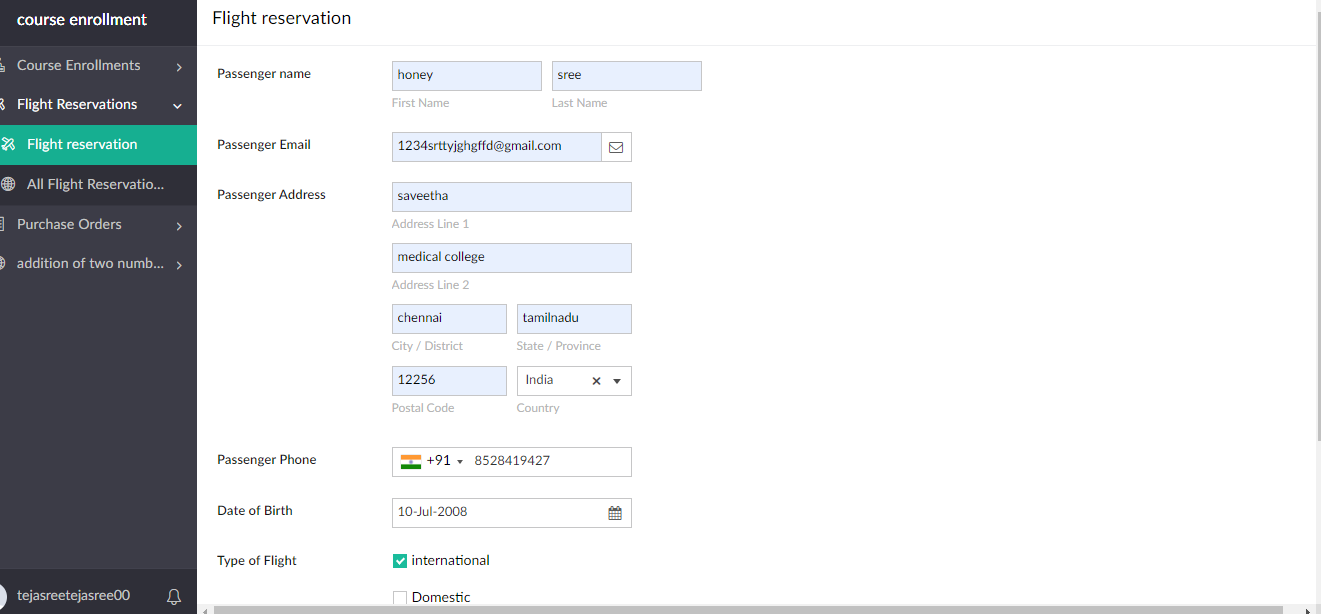 course enrollment
Course Enrollments
Flight Reservations
Flight reservation
All Flight Reservatio...
Purchase Orders
addition of two numb...
tejasreetejasree00
Flight reservation
Passenger name
honey sree
First Name Last Name
Passenger Email
1234srttyjghgffd@gmail.com
Passenger Address
saveetha
Address Line 1
medical college
Address Line 2
chennai tamilnadu
City / District State / Province
12256 India
Postal Code Country
Passenger Phone
+91 8528419427
Date of Birth
10-Jul-2008
Type of Flight
international
Domestic